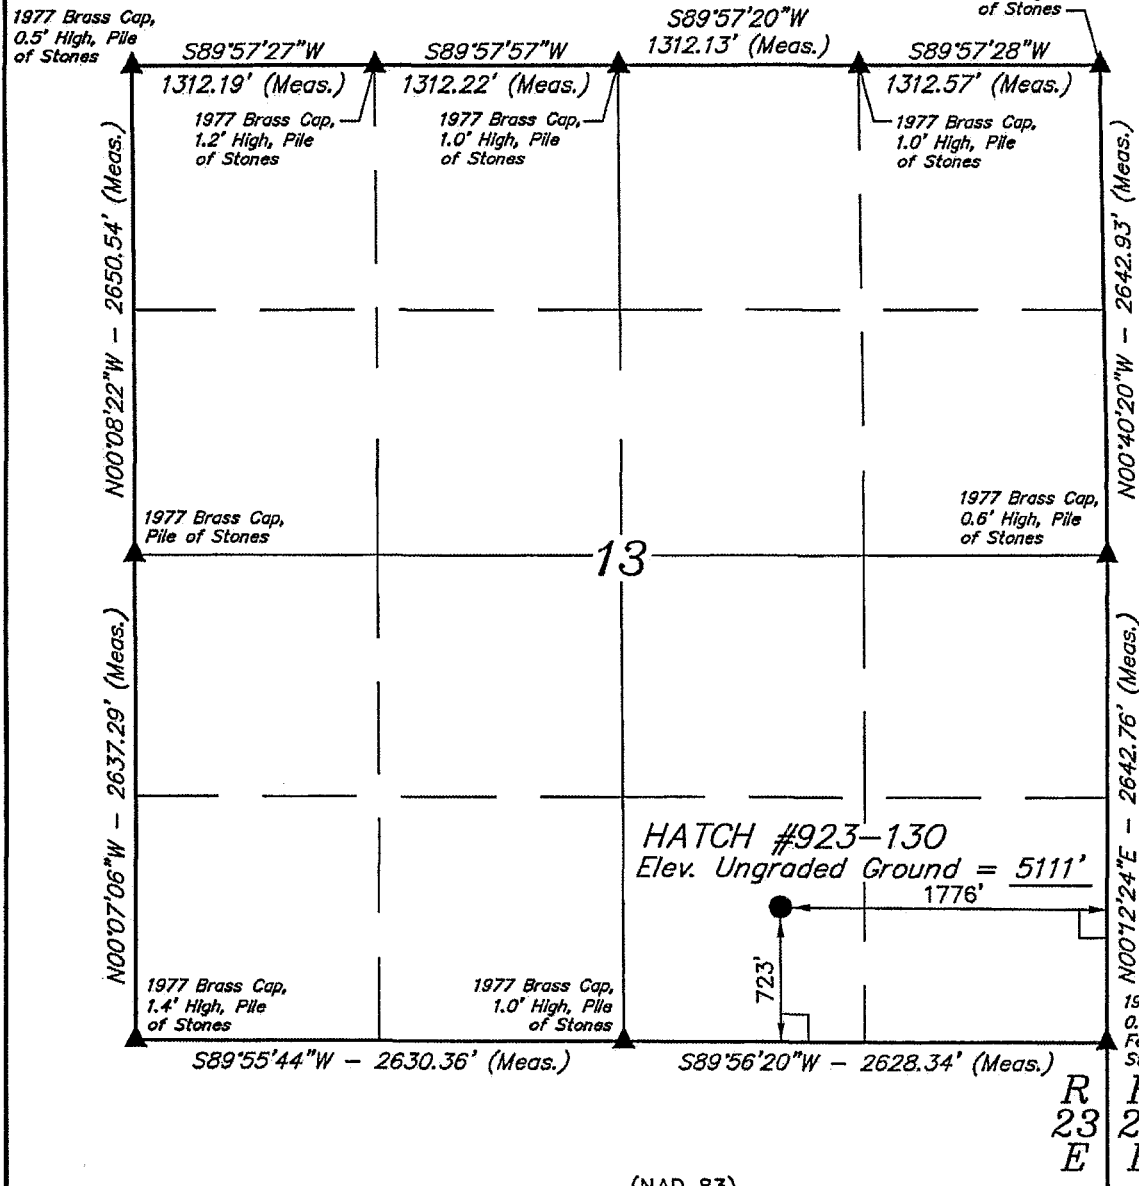 1977 Brass Cap,
0.5' High, Pile
of Stones
S89°57'27"W
1312.19' (Meas.)
S89°57'57"W
1312.22' (Meas.)
S89°57'20"W
1312.13' (Meas.)
of Stones
S89°57'28"W
1312.57' (Meas.)
1977 Brass Cap,
1.2' High, Pile
of Stones
1977 Brass Cap,
1.0' High, Pile
of Stones
1977 Brass Cap,
1.0' High, Pile
of Stones
N00°08'22"W - 2650.54' (Meas.)
N00°40'20"W - 2642.93' (Meas.)
1977 Brass Cap,
Pile of Stones
1977 Brass Cap,
0.6' High, Pile
of Stones
13
N00°07'06"W - 2637.29' (Meas.)
N00°12'24"E - 2642.76' (Meas.)
HATCH #923-130
Elev. Ungraded Ground = 5111'
1776'
723'
1977 Brass Cap,
1.4' High, Pile
of Stones
1977 Brass Cap,
1.0' High, Pile
of Stones
S89°55'44"W - 2630.36' (Meas.)
S89°56'20"W - 2628.34' (Meas.)
R
23
E
(NAD 83)